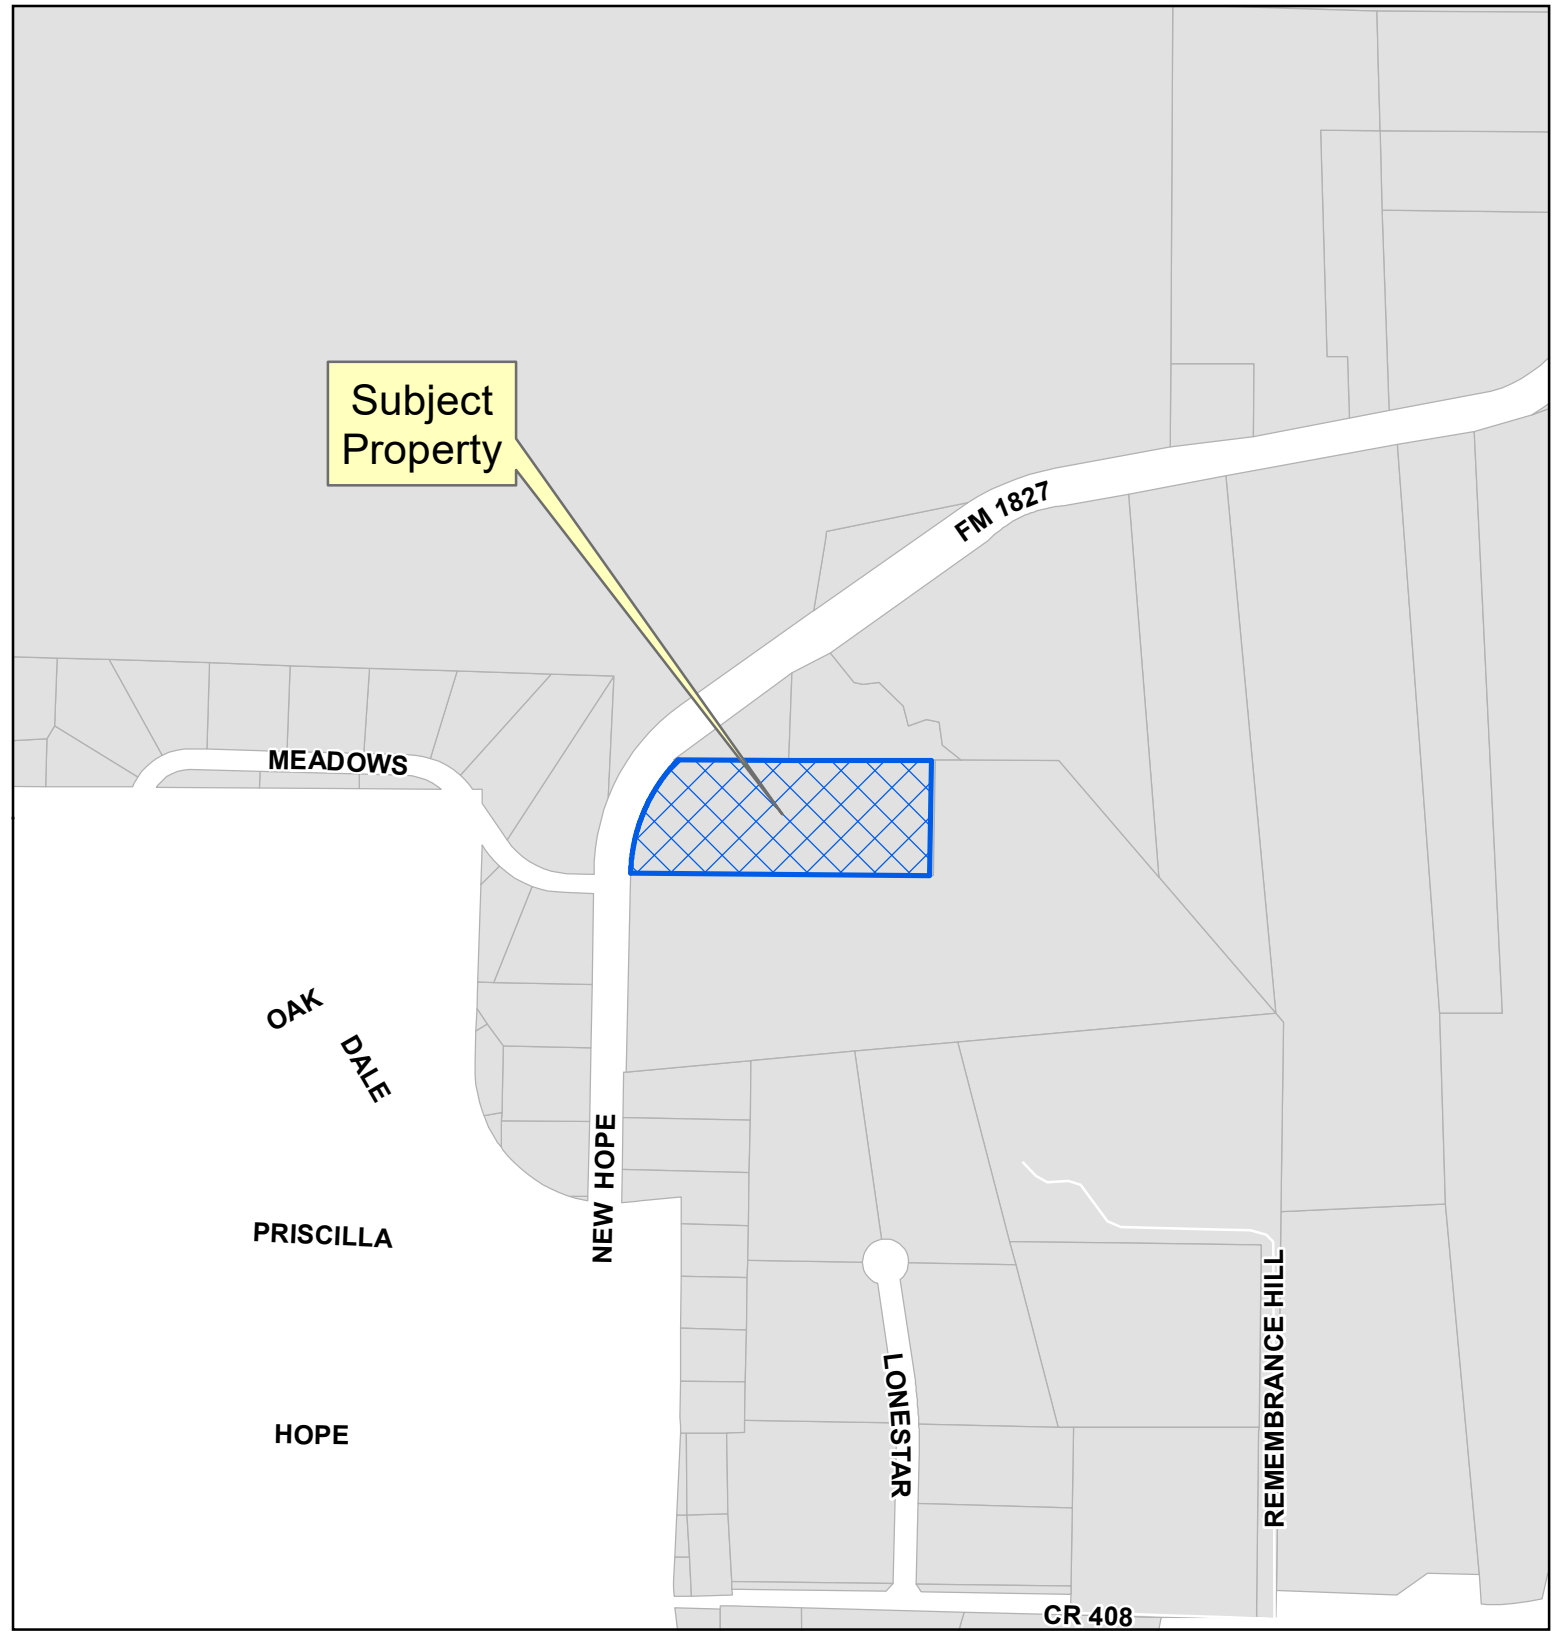 Subject
Property
FM 1827
MEADOWS
OAK
DALE
NEW HOPE
PRISCILLA
REMEMBRANCE HILL
LONESTAR
HOPE
CR 408